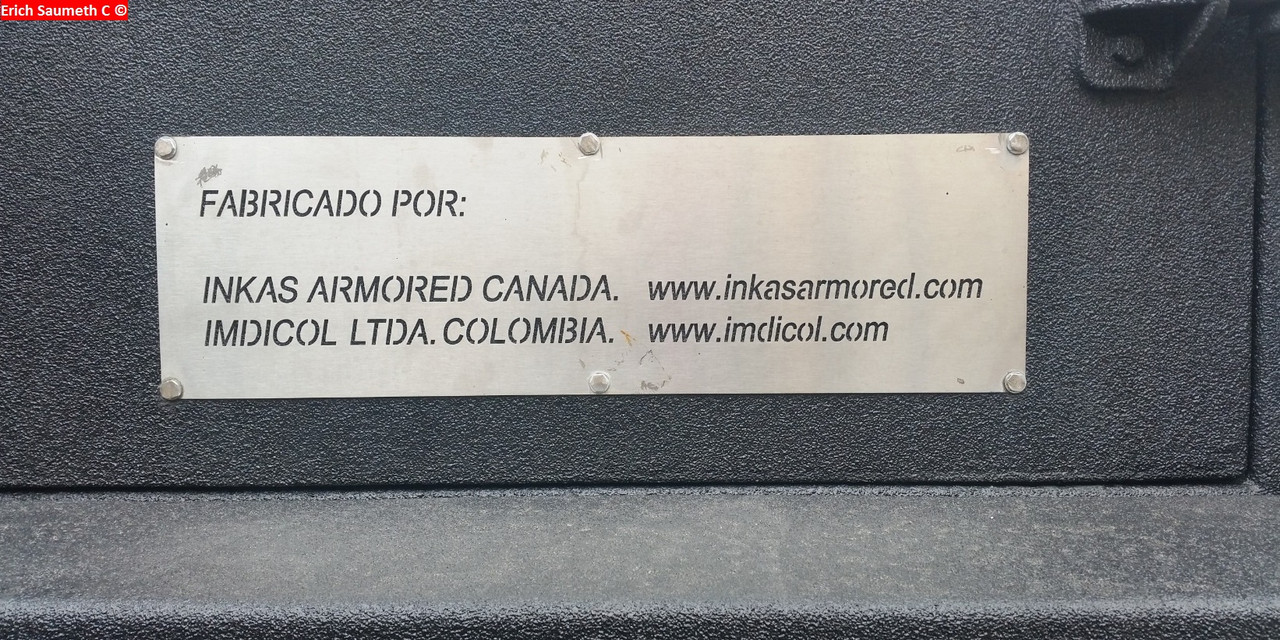 Erich Saumeth C ©
FABRICADO POR:
INKAS ARMORED CANADA. www.inkasarmored.com
IMDICOL LTDA. COLOMBIA. www.imdicol.com